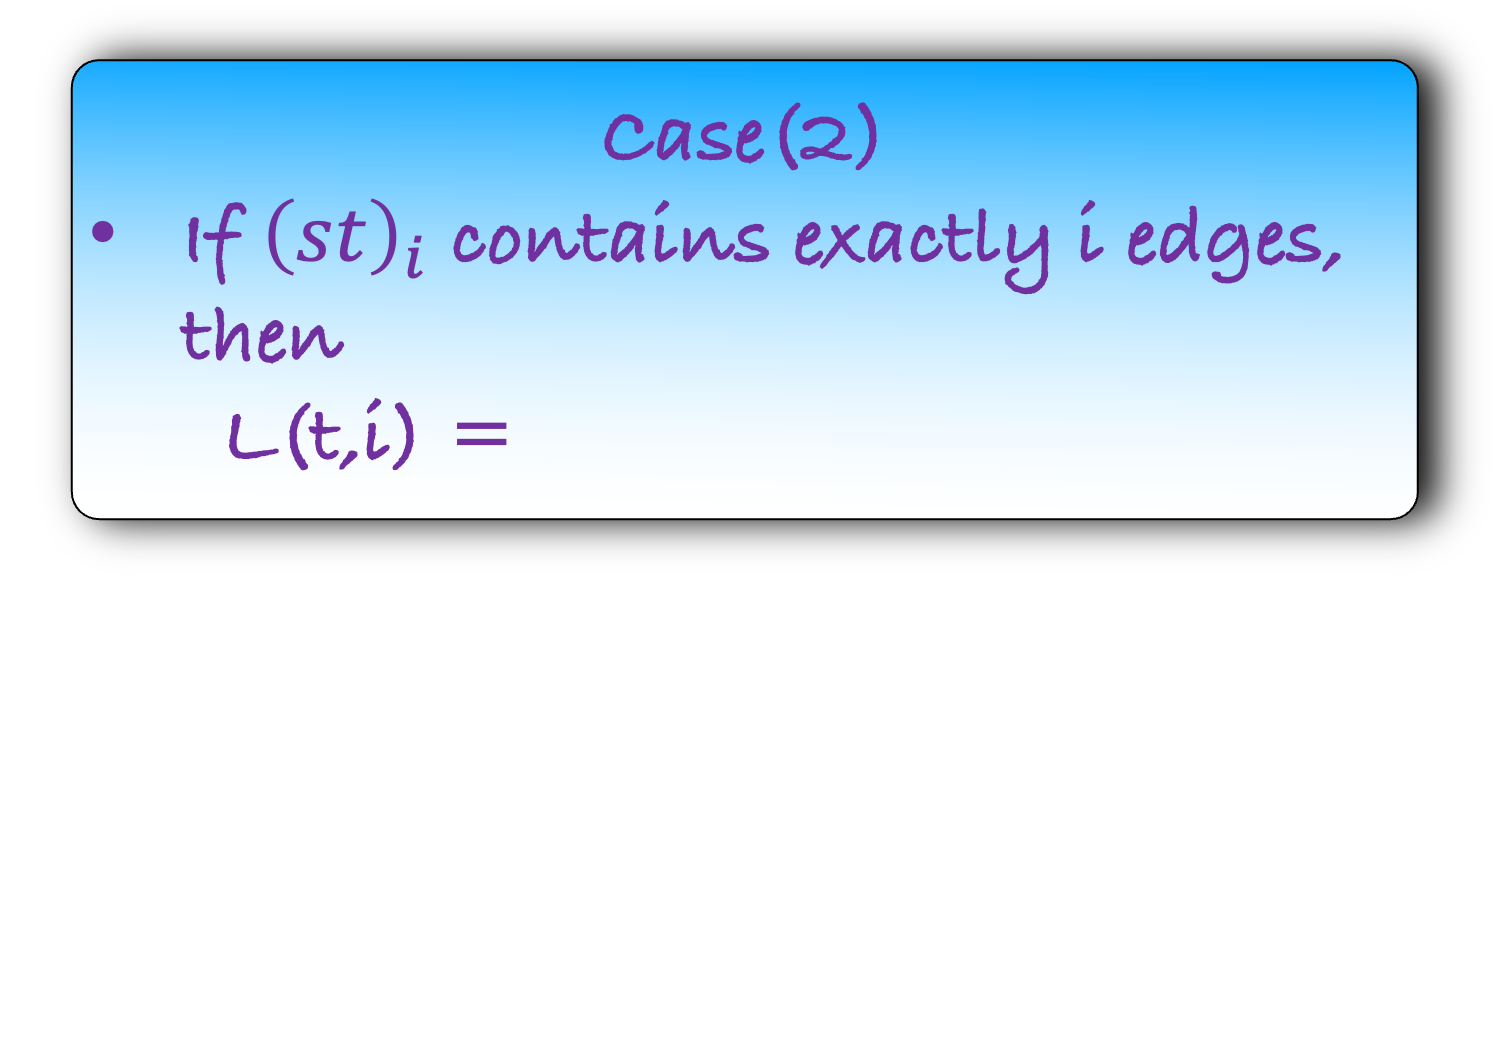 Case(2)
• If (st)ᵢ contains exactly i edges,
then
L(t,i) =